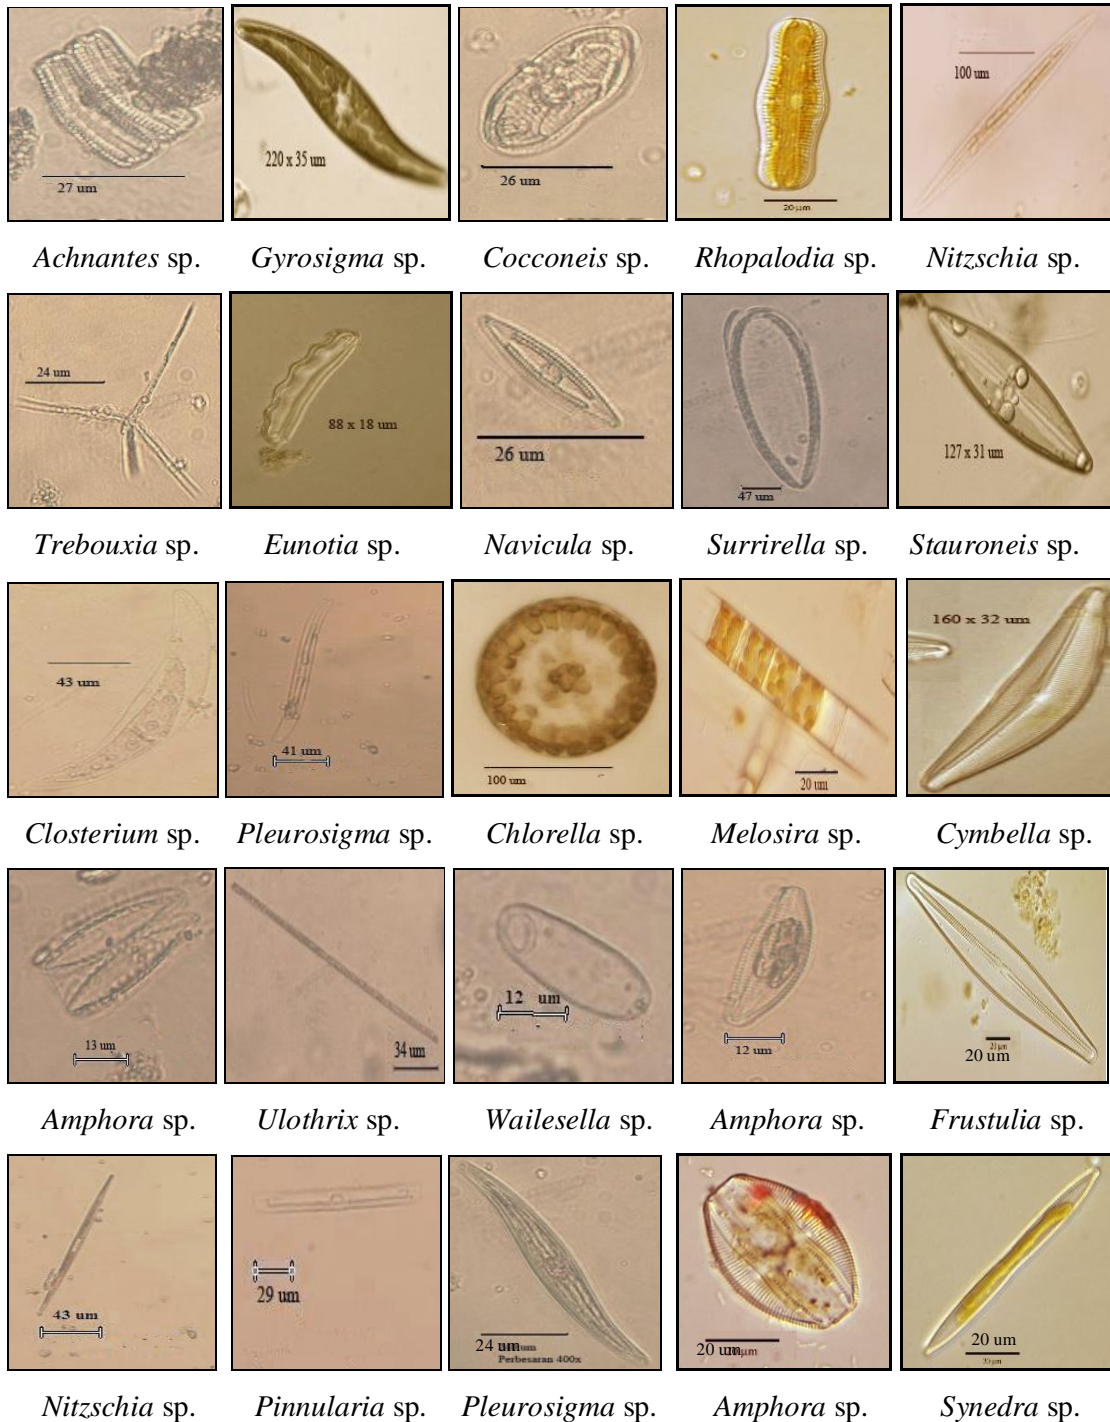 27 um
220 x 35 um
26 um
20 µm
100 um
Achnantes sp.
Gyrosigma sp.
Cocconeis sp.
Rhopalodia sp.
Nitzschia sp.
24 um
88 x 18 um
26 um
47 um
127 x 31 um
Trebouxia sp.
Eunotia sp.
Navicula sp.
Surrirella sp.
Stauroneis sp.
43 um
41 um
100 um
20 um
160 x 32 um
Closterium sp.
Pleurosigma sp.
Chlorella sp.
Melosira sp.
Cymbella sp.
13 um
34 um
12 um
12 um
20 µm
20 um
Amphora sp.
Ulothrix sp.
Wailesella sp.
Amphora sp.
Frustulia sp.
43 um
29 um
24 um
Perbesaran 400x
20 um
20 um
20 µm
Nitzschia sp.
Pinnularia sp.
Pleurosigma sp.
Amphora sp.
Synedra sp.